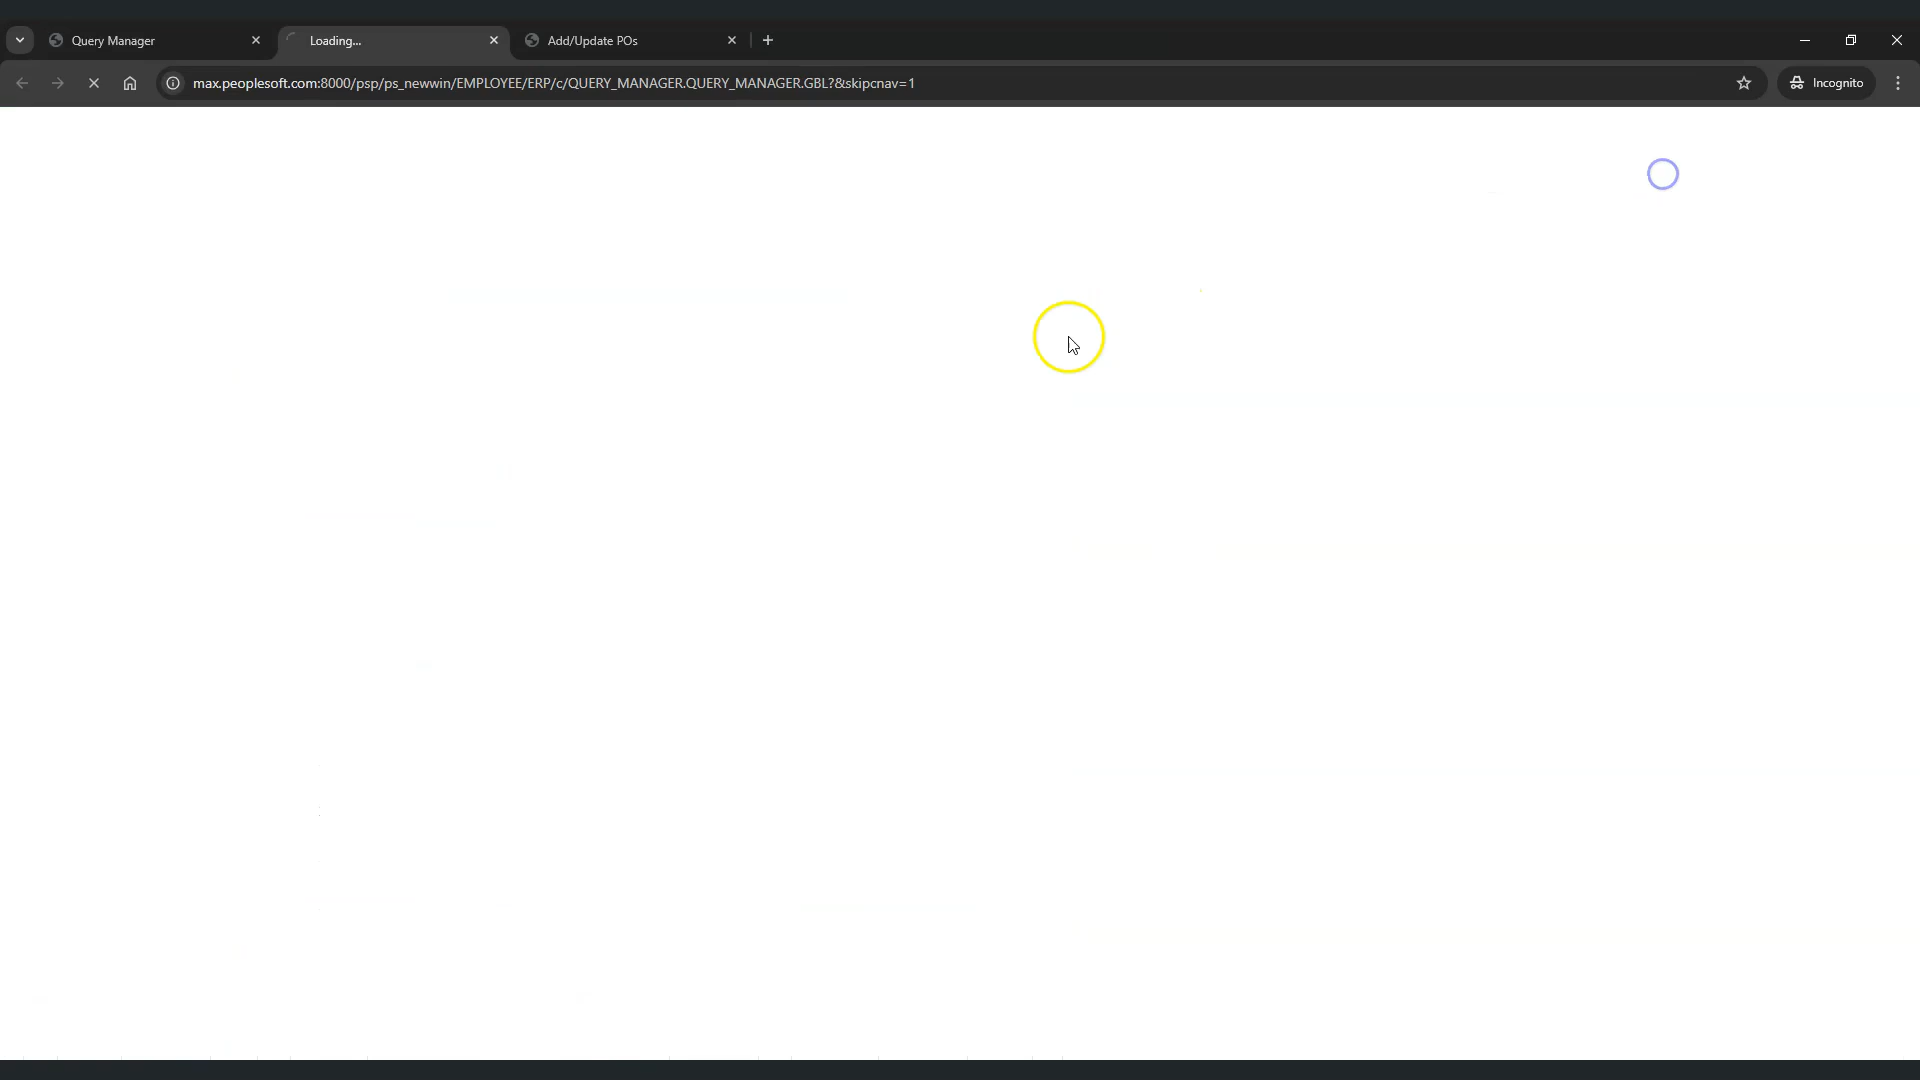 Query Manager
Loading...
Add/Update POs
max.peoplesoft.com:8000/psp/ps_newwin/EMPLOYEE/ERP/c/QUERY_MANAGER.QUERY_MANAGER.GBL?&skipcnav=1
Incognito